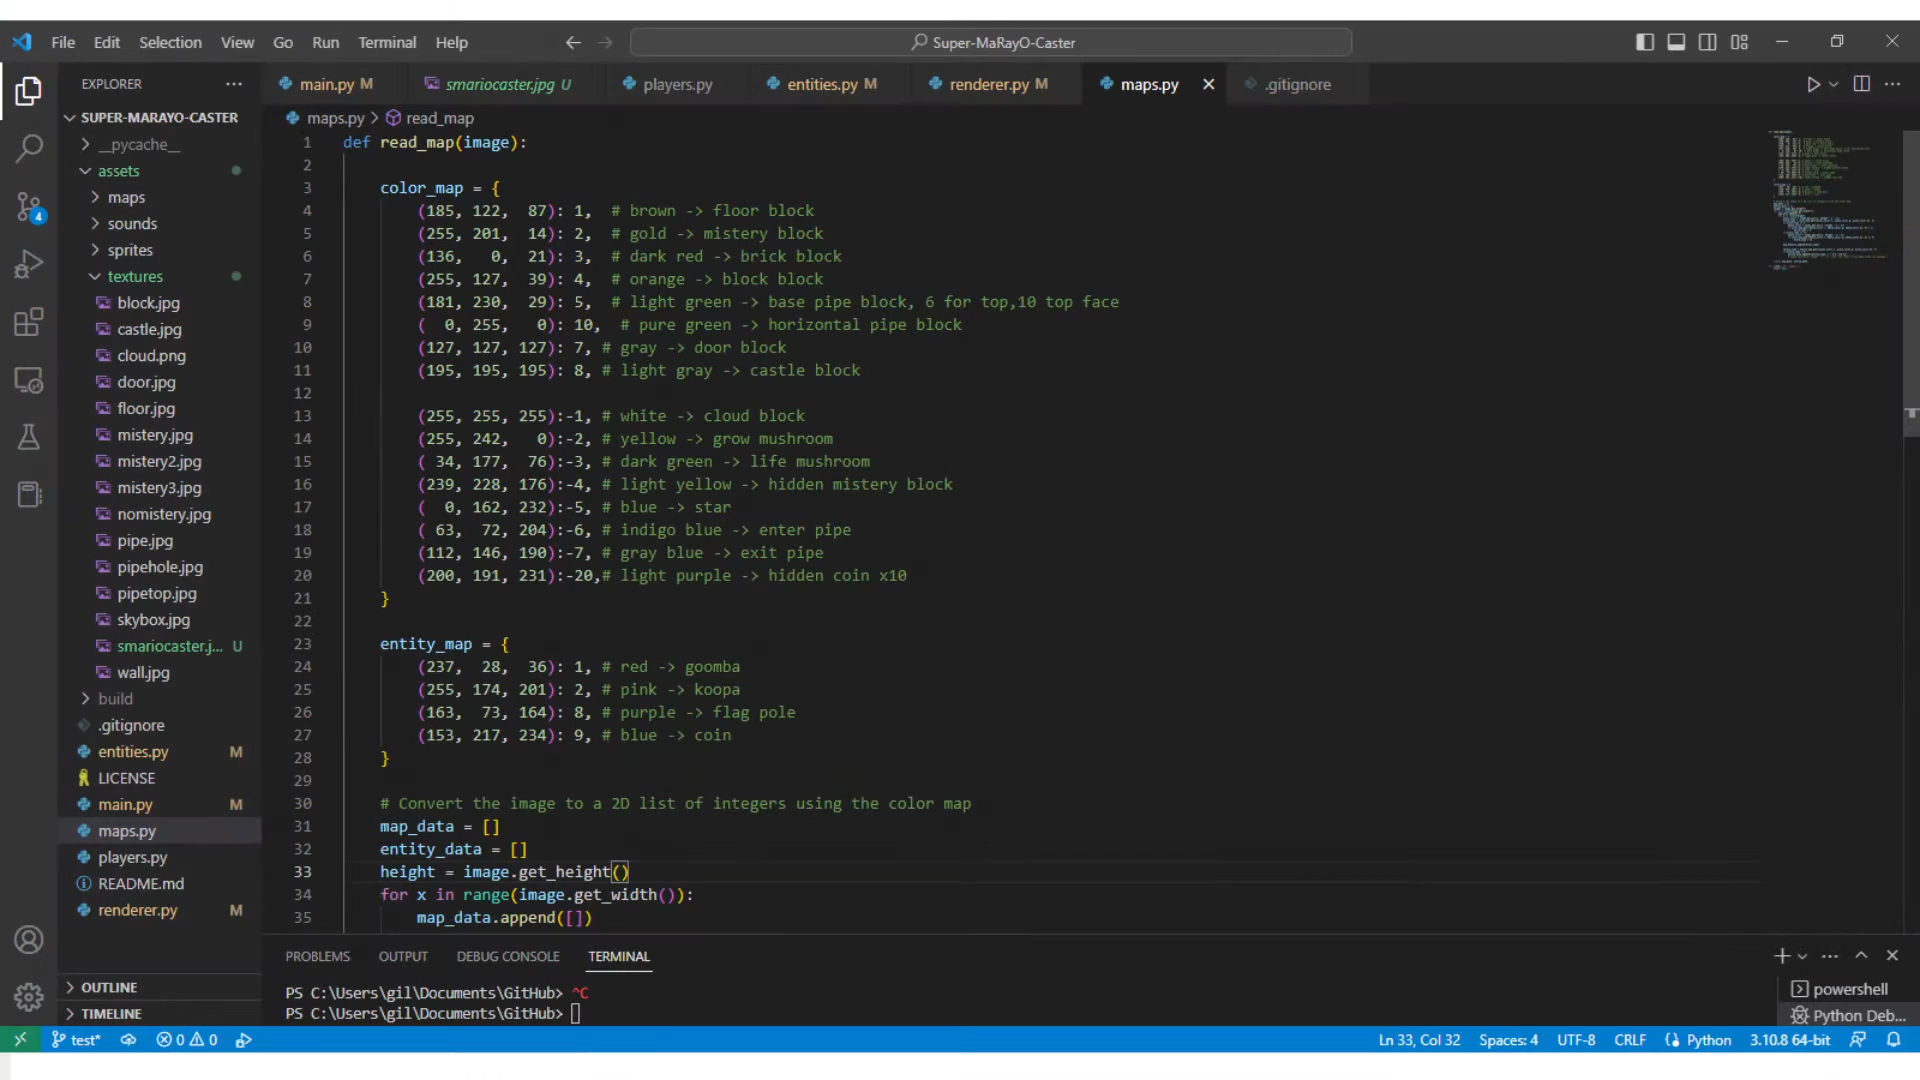 File Edit Selection View Go Run Terminal Help
Super-MaRayO-Caster
EXPLORER
main.py M
smariocaster.jpg U
players.py
entities.py M
renderer.py M
maps.py
.gitignore
SUPER-MARAYO-CASTER
__pycache__
assets
maps
sounds
sprites
textures
block.jpg
castle.jpg
cloud.png
door.jpg
floor.jpg
mistery.jpg
mistery2.jpg
mistery3.jpg
nomistery.jpg
pipe.jpg
pipehole.jpg
pipetop.jpg
skybox.jpg
smariocaster.j... U
wall.jpg
build
.gitignore
entities.py M
LICENSE
main.py M
maps.py
players.py
README.md
renderer.py M
OUTLINE
TIMELINE
4
maps.py > read_map
1 def read_map(image):
2
3 color_map = {
4 (185, 122, 87): 1, # brown -> floor block
5 (255, 201, 14): 2, # gold -> mistery block
6 (136, 0, 21): 3, # dark red -> brick block
7 (255, 127, 39): 4, # orange -> block block
8 (181, 230, 29): 5, # light green -> base pipe block, 6 for top,10 top face
9 ( 0, 255, 0): 10, # pure green -> horizontal pipe block
10 (127, 127, 127): 7, # gray -> door block
11 (195, 195, 195): 8, # light gray -> castle block
12
13 (255, 255, 255):-1, # white -> cloud block
14 (255, 242, 0):-2, # yellow -> grow mushroom
15 ( 34, 177, 76):-3, # dark green -> life mushroom
16 (239, 228, 176):-4, # light yellow -> hidden mistery block
17 ( 0, 162, 232):-5, # blue -> star
18 ( 63, 72, 204):-6, # indigo blue -> enter pipe
19 (112, 146, 190):-7, # gray blue -> exit pipe
20 (200, 191, 231):-20,# light purple -> hidden coin x10
21 }
22
23 entity_map = {
24 (237, 28, 36): 1, # red -> goomba
25 (255, 174, 201): 2, # pink -> koopa
26 (163, 73, 164): 8, # purple -> flag pole
27 (153, 217, 234): 9, # blue -> coin
28 }
29
30 # Convert the image to a 2D list of integers using the color map
31 map_data = []
32 entity_data = []
33 height = image.get_height()
34 for x in range(image.get_width()):
35 map_data.append([])
PROBLEMS OUTPUT DEBUG CONSOLE TERMINAL
PS C:\Users\gil\Documents\GitHub> ^C
PS C:\Users\gil\Documents\GitHub>
powershell
Python Deb...
test* 0 0 Ln 33, Col 32 Spaces: 4 UTF-8 CRLF Python 3.10.8 64-bit